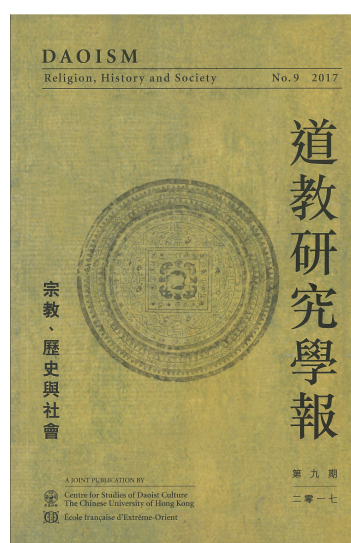 DAOISM
Religion, History and Society No. 9 2017
道教研究學報
宗教、歷史與社會
第九期
二零一七
A JOINT PUBLICATION BY
Centre for Studies of Daoist Culture
The Chinese University of Hong Kong
École française d'Extrême-Orient